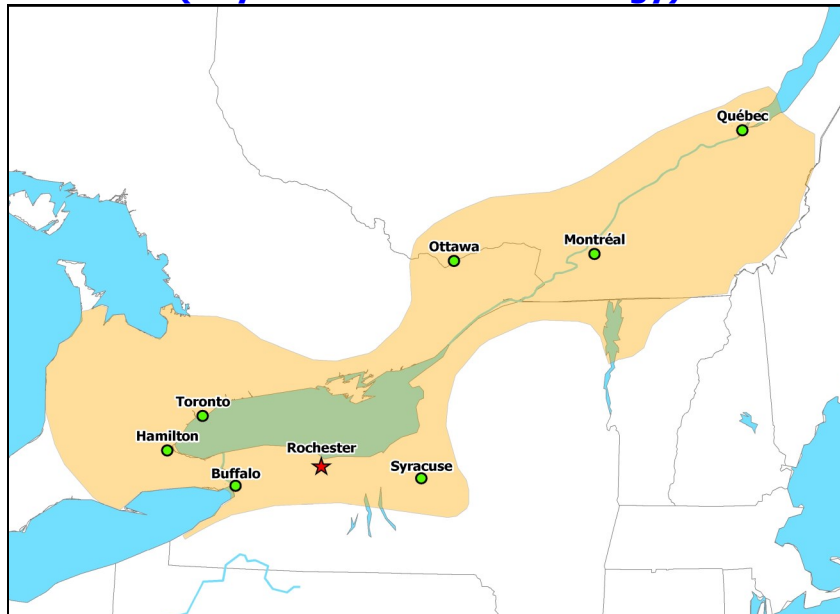 Québec
Ottawa
Montréal
Toronto
Hamilton
Rochester
Buffalo
Syracuse